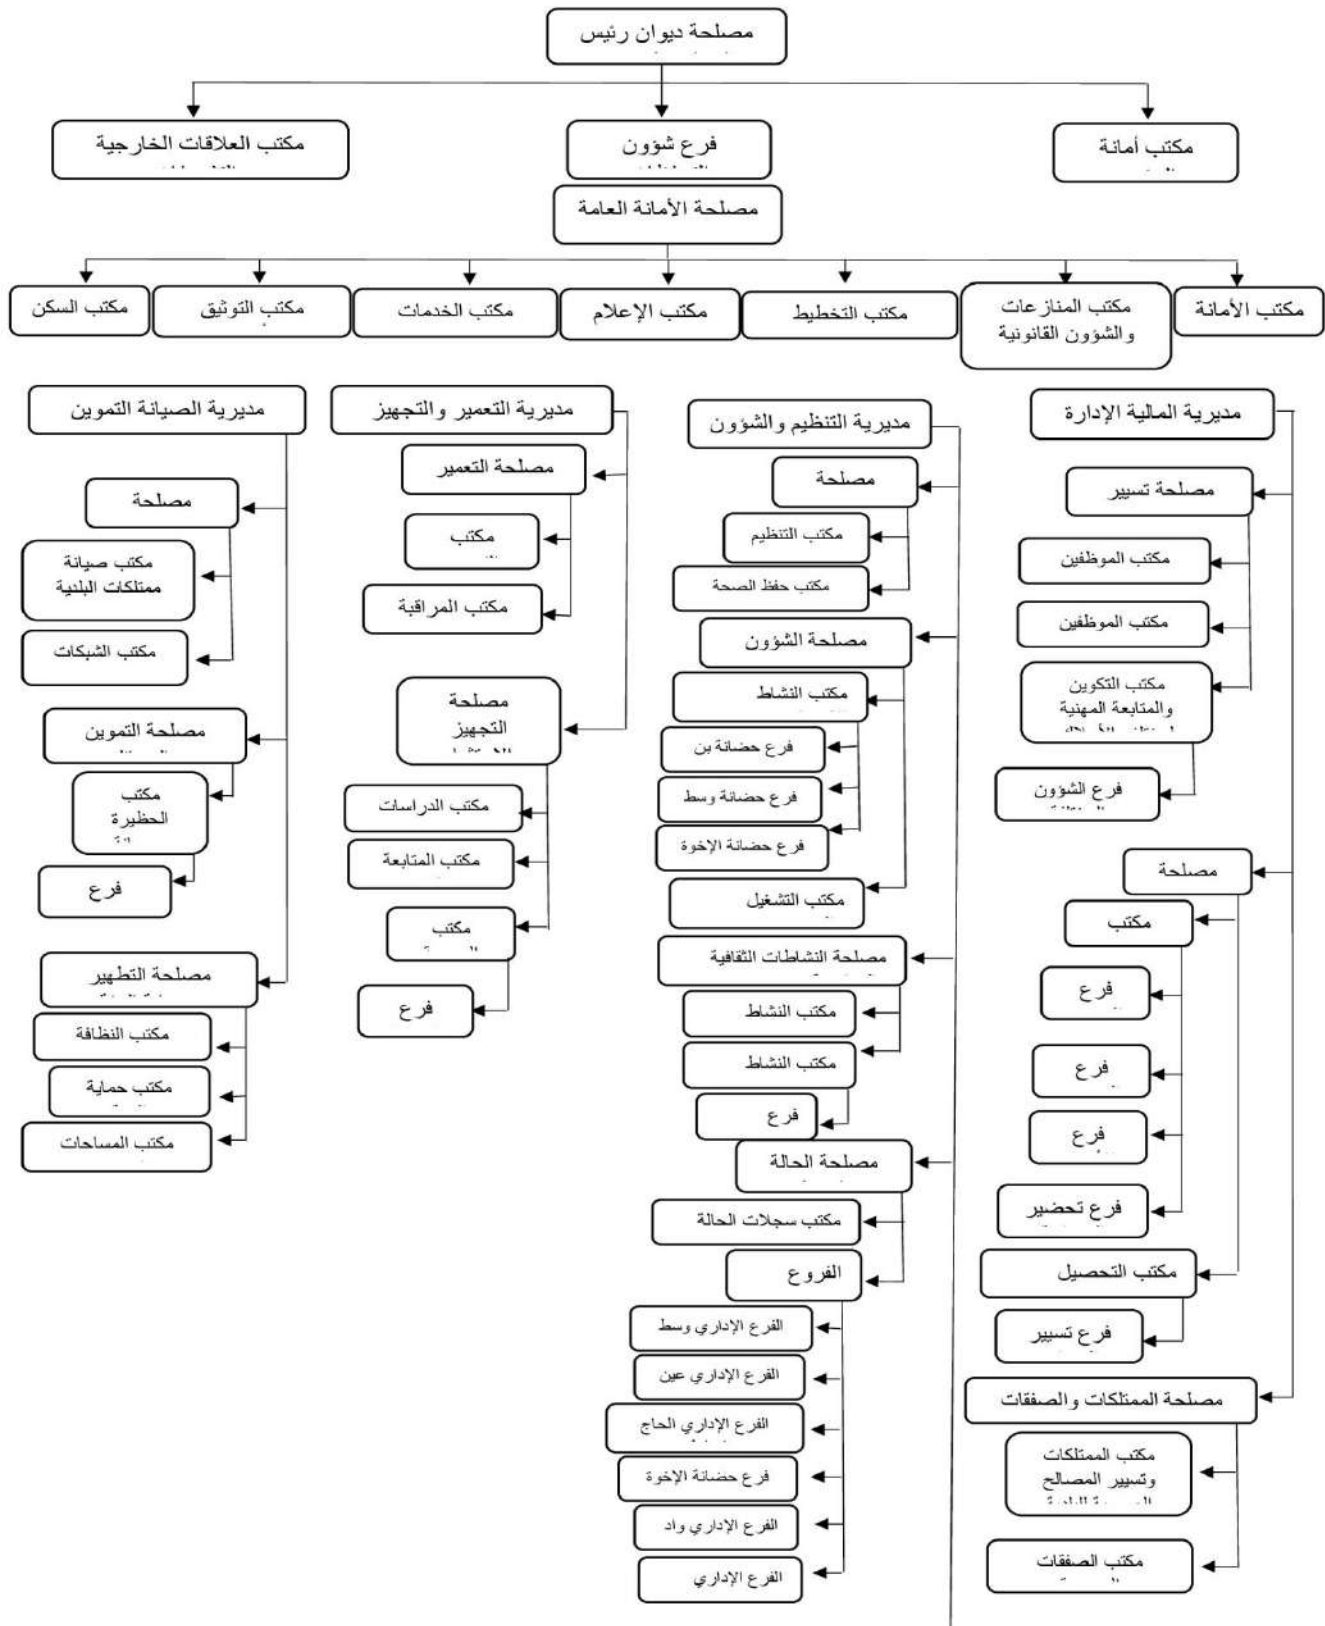 مصلحة ديوان رئيس
مكتب أمانة
فرع شؤون
مكتب العلاقات الخارجية
مصلحة الأمانة العامة
مكتب الأمانة
مكتب المنازعات
والشؤون القانونية
مكتب التخطيط
مكتب الإعلام
مكتب الخدمات
مكتب التوثيق
مكتب السكن
مديرية المالية الإدارة
مصلحة تسيير
مكتب الموظفين
مكتب الموظفين
مكتب التكوين
والمتابعة المهنية
فرع الشؤون
مصلحة
مكتب
فرع
فرع
فرع
فرع تحضير
مكتب التحصيل
فرع تسيير
مصلحة الممتلكات والصفقات
مكتب الممتلكات
وتسيير المصالح
مكتب الصفقات
مديرية التنظيم والشؤون
مصلحة
مكتب التنظيم
مكتب حفظ الصحة
مصلحة الشؤون
مكتب النشاط
فرع حضانة بن
فرع حضانة وسط
فرع حضانة الإخوة
مكتب التشغيل
مصلحة النشاطات الثقافية
مكتب النشاط
مكتب النشاط
فرع
مصلحة الحالة
مكتب سجلات الحالة
الفروع
الفرع الإداري وسط
الفرع الإداري عين
الفرع الإداري الحاج
فرع حضانة الإخوة
الفرع الإداري واد
الفرع الإداري
مديرية التعمير والتجهيز
مصلحة التعمير
مكتب
مكتب المراقبة
مصلحة
التجهيز
مكتب الدراسات
مكتب المتابعة
مكتب
فرع
مديرية الصيانة التموين
مصلحة
مكتب صيانة
ممتلكات البلدية
مكتب الشبكات
مصلحة التموين
مكتب
الحظيرة
فرع
مصلحة التطهير
مكتب النظافة
مكتب حماية
مكتب المساحات